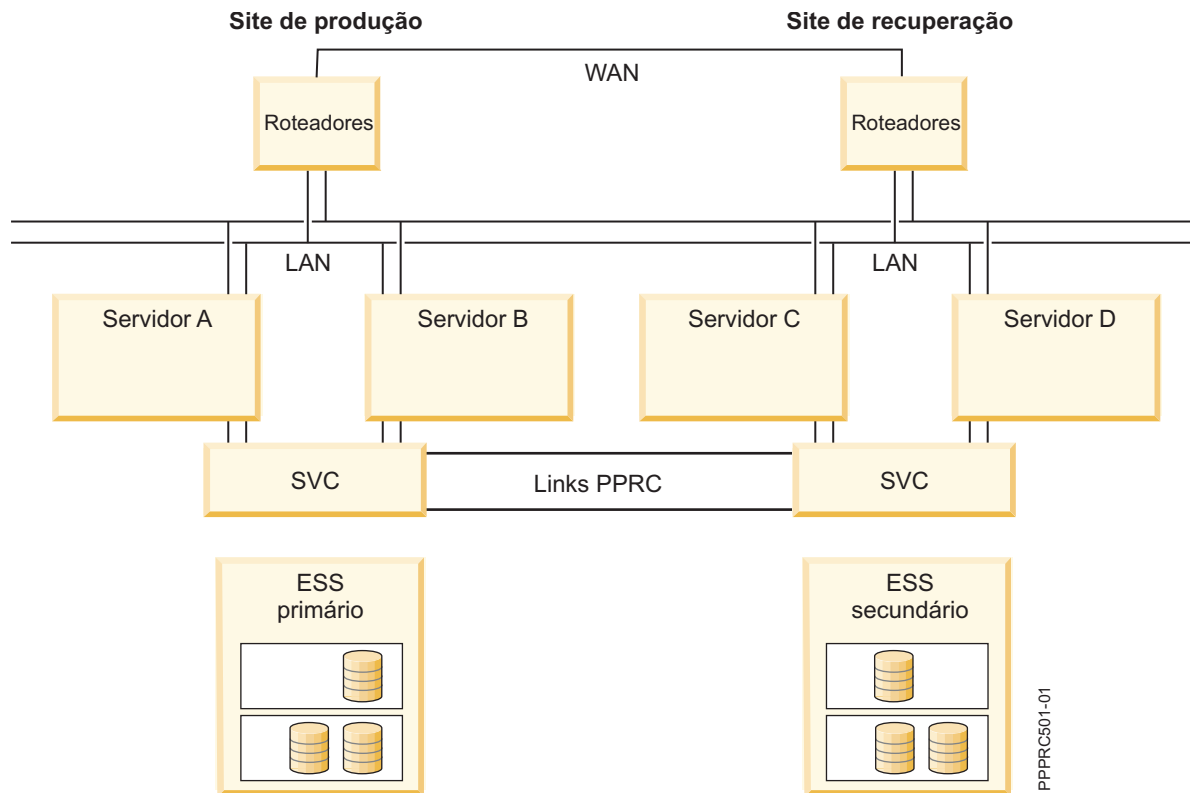 Site de produção
Site de recuperação
WAN
Roteadores
Roteadores
LAN
LAN
Servidor A
Servidor B
Servidor C
Servidor D
SVC
Links PPRC
SVC
ESS
primário
ESS
secundário
PPPRC501-01